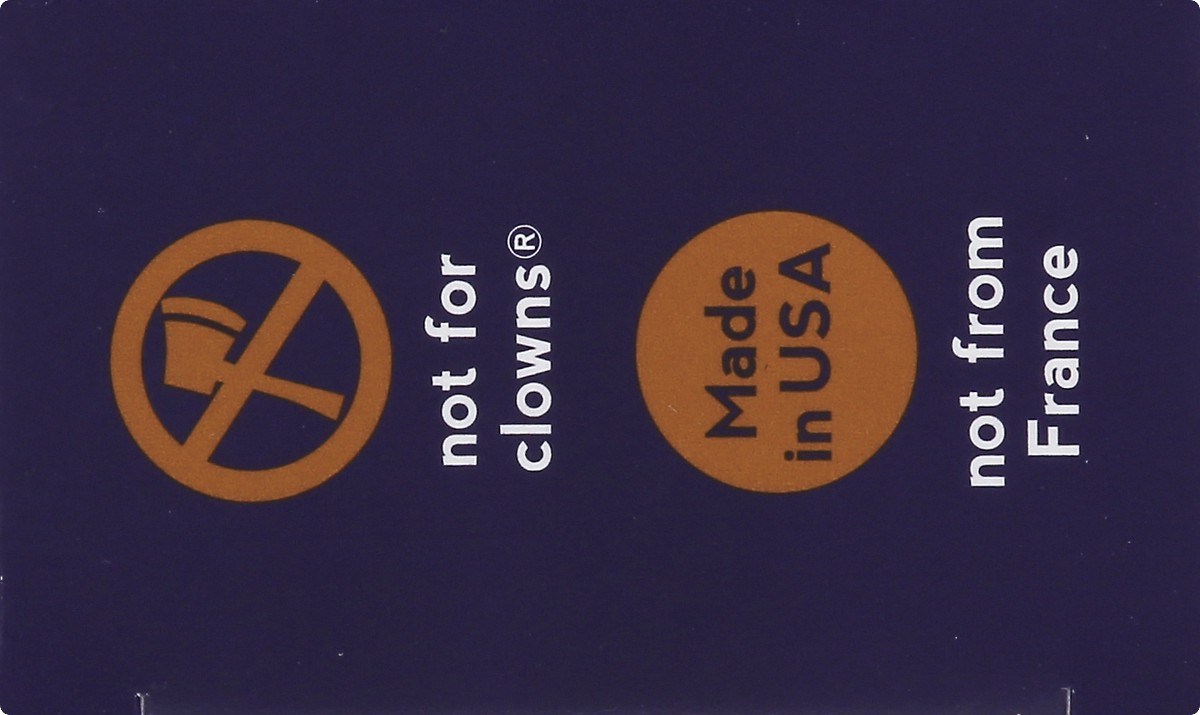 not for
clowns®
Made
in USA
not from
France